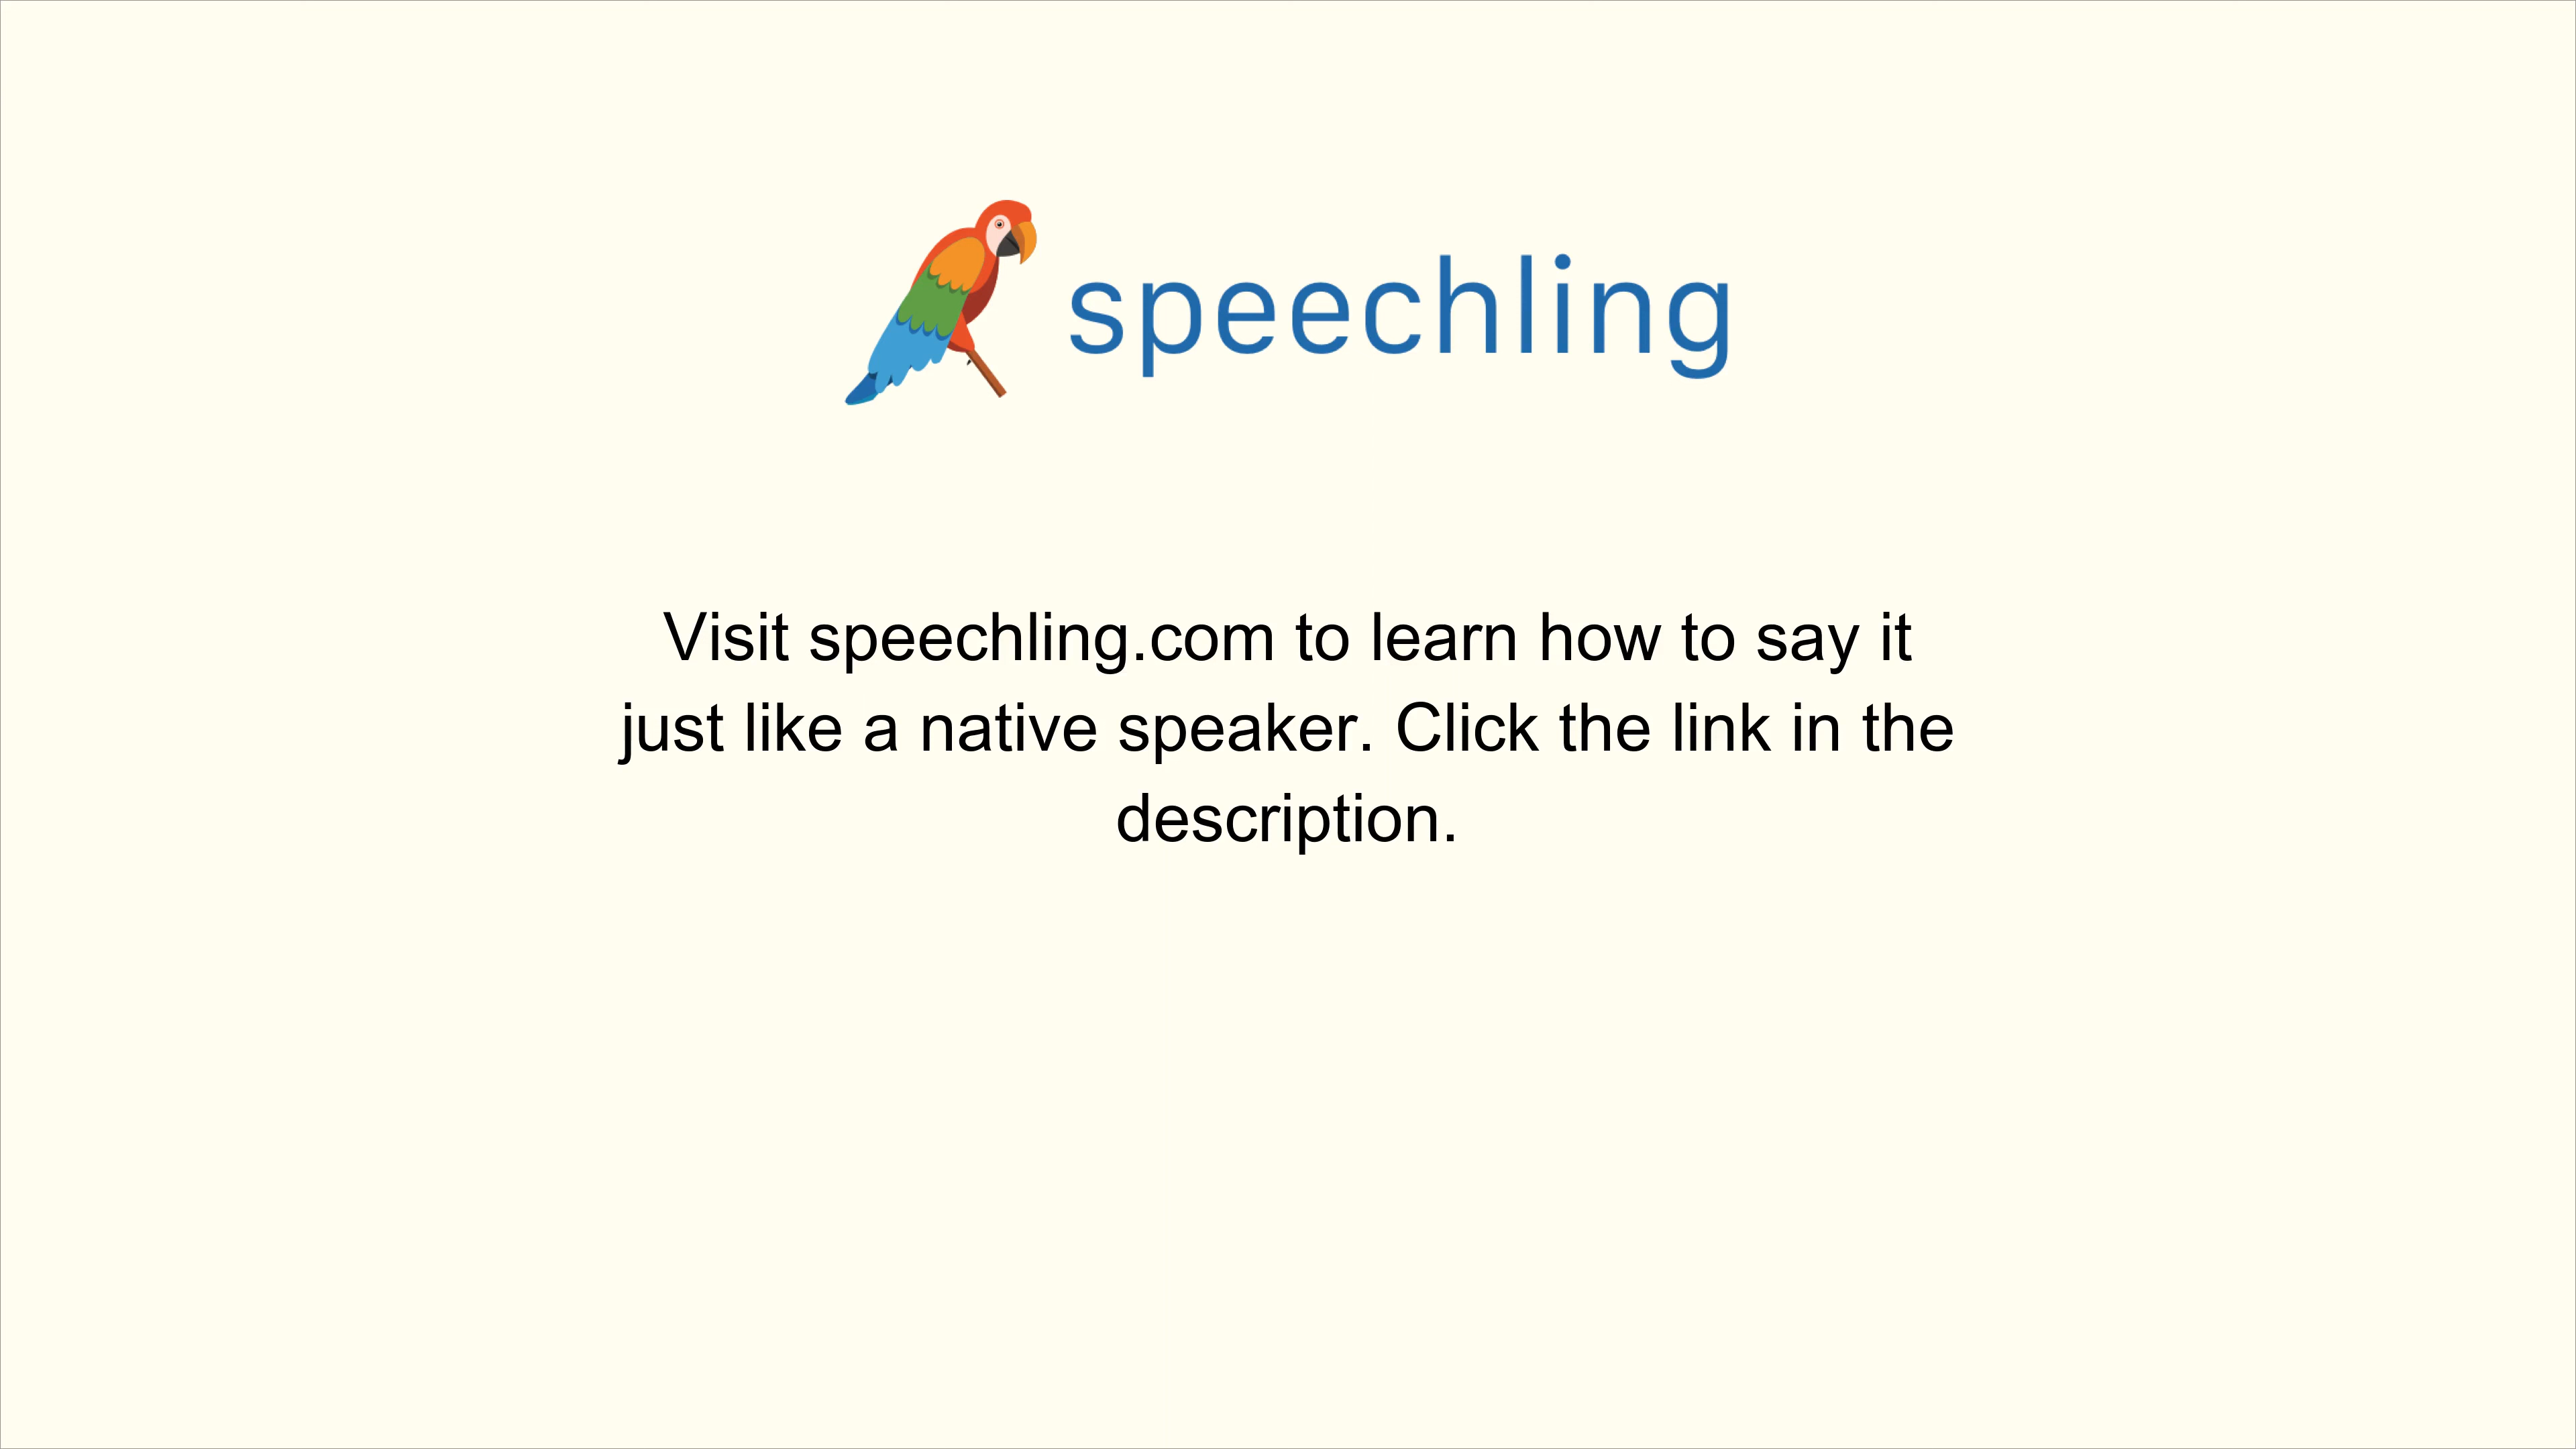 speechling
Visit speechling.com to learn how to say it
just like a native speaker. Click the link in the
description.